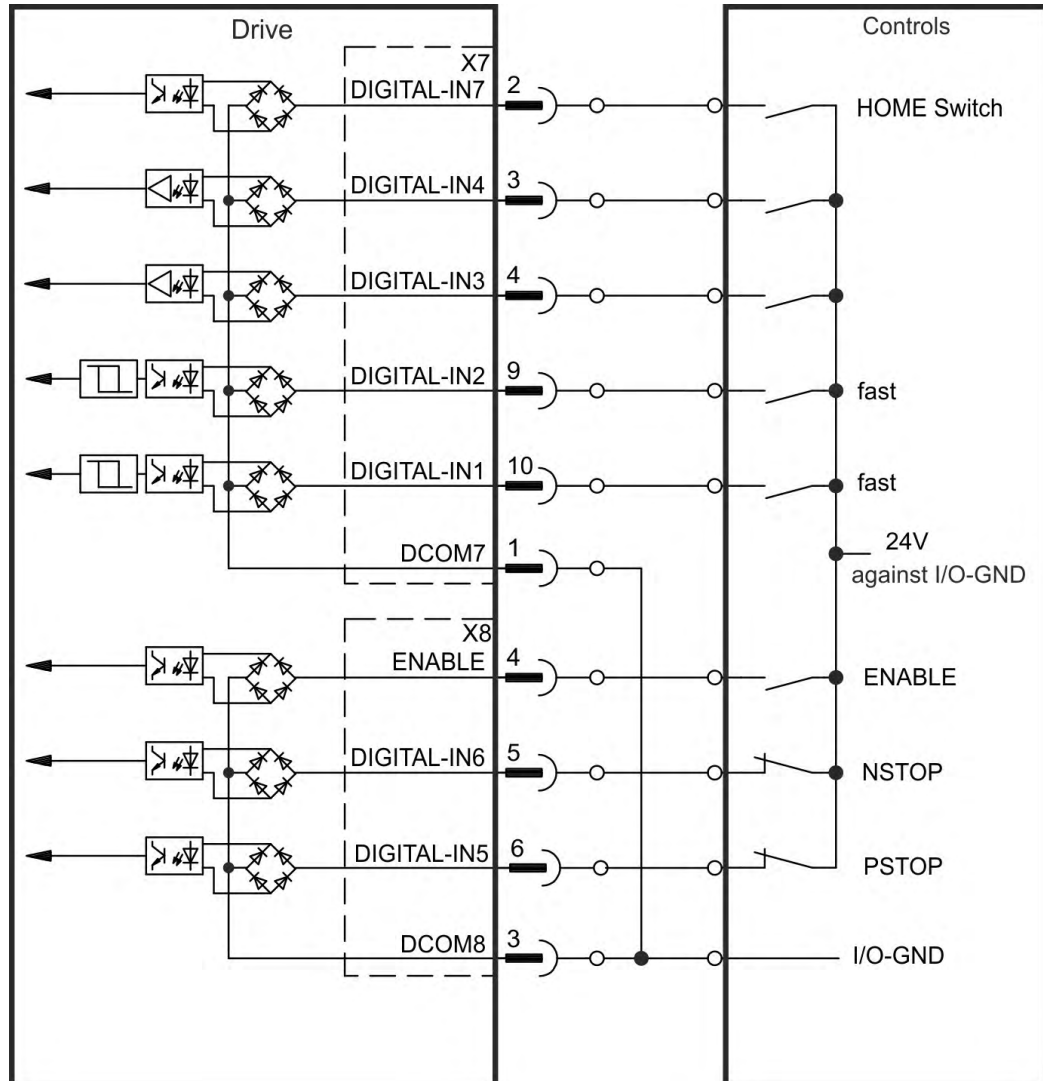 Drive
Controls
X7
DIGITAL-IN7
2
HOME Switch
DIGITAL-IN4
3
DIGITAL-IN3
4
DIGITAL-IN2
9
fast
DIGITAL-IN1
10
fast
DCOM7
1
24V
against I/O-GND
X8
ENABLE
4
ENABLE
DIGITAL-IN6
5
NSTOP
DIGITAL-IN5
6
PSTOP
DCOM8
3
I/O-GND